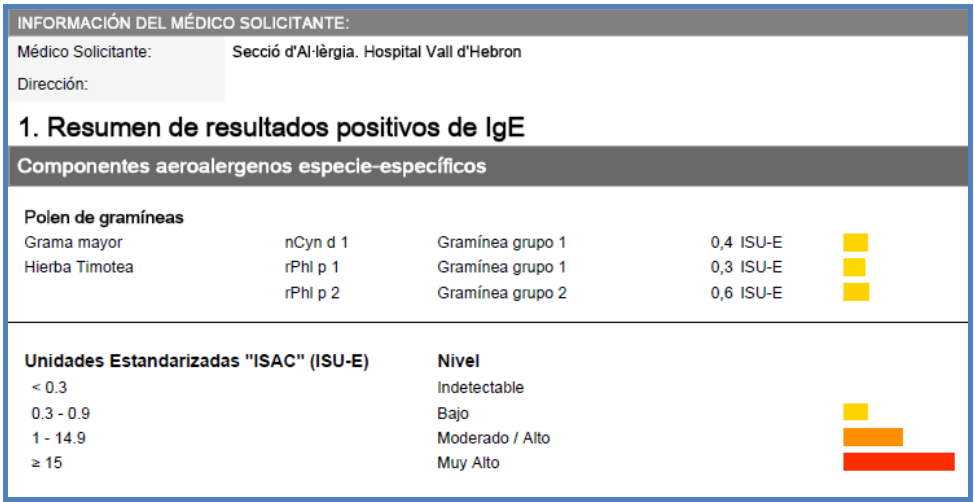 INFORMACIÓN DEL MÉDICO SOLICITANTE:
Médico Solicitante: Secció d'Al·lèrgia. Hospital Vall d'Hebron
Dirección:
1. Resumen de resultados positivos de IgE
Componentes aeroalergenos especie-específicos
Polen de gramíneas
Grama mayor nCyn d 1 Gramínea grupo 1 0,4 ISU-E
Hierba Timotea rPhl p 1 Gramínea grupo 1 0,3 ISU-E
rPhl p 2 Gramínea grupo 2 0,6 ISU-E
Unidades Estandarizadas "ISAC" (ISU-E) Nivel
< 0.3 Indetectable
0.3 - 0.9 Bajo
1 - 14.9 Moderado / Alto
≥ 15 Muy Alto